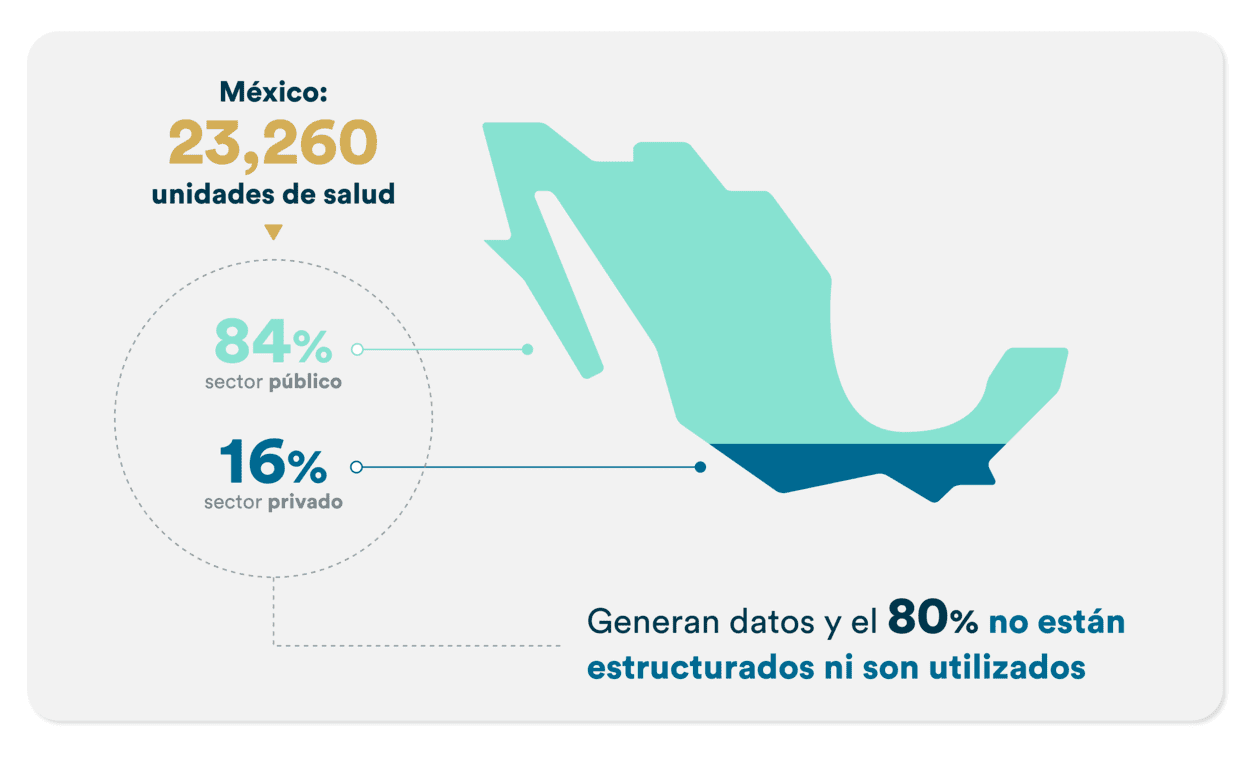 México:
23,260
unidades de salud
84%
sector público
16%
sector privado
Generan datos y el 80% no están
estructurados ni son utilizados